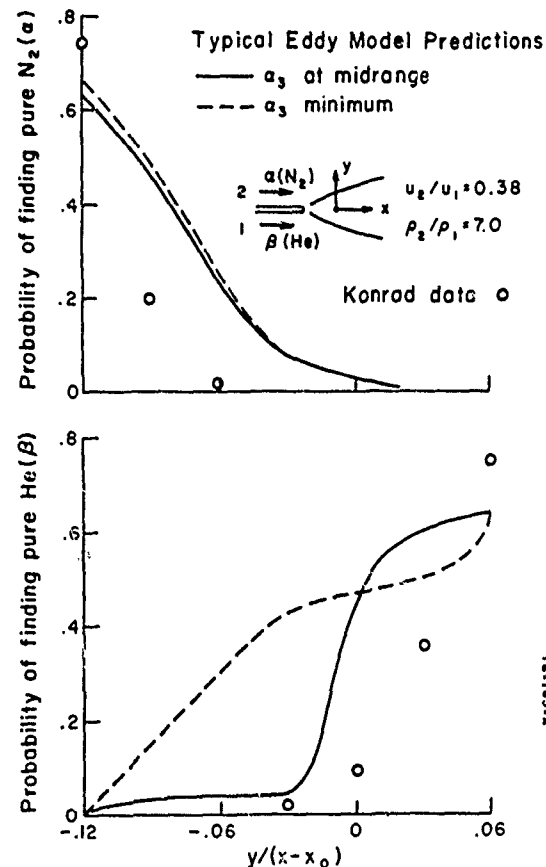 Typical Eddy Model Predictions
α₃ at midrange
α₃ minimum
α(N₂)
2
1
β(He)
y
x
u₂/u₁=0.38
ρ₂/ρ₁=7.0
Konrad data
Probability of finding pure N₂(α)
.6
.4
.2
0
Probability of finding pure He(β)
.8
.6
.4
.2
.0
-.12
-.06
0
.06
y/(x-x₀)